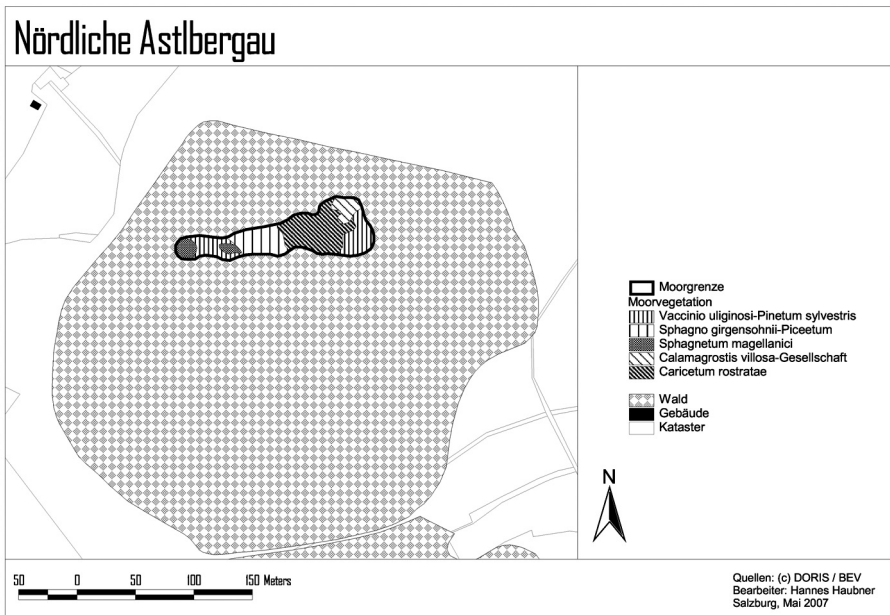 Nördliche Astlbergau
Moorgrenze
Moorvegetation
Vaccinio uliginosi-Pinetum sylvestris
Sphagno girgensohnii-Piceetum
Sphagnetum magellanici
Calamagrostis villosa-Gesellschaft
Caricetum rostratae
Wald
Gebäude
Kataster
N
50 0 50 100 150 Meters
Quellen: (c) DORIS / BEV
Bearbeiter: Hannes Haubner
Salzburg, Mai 2007